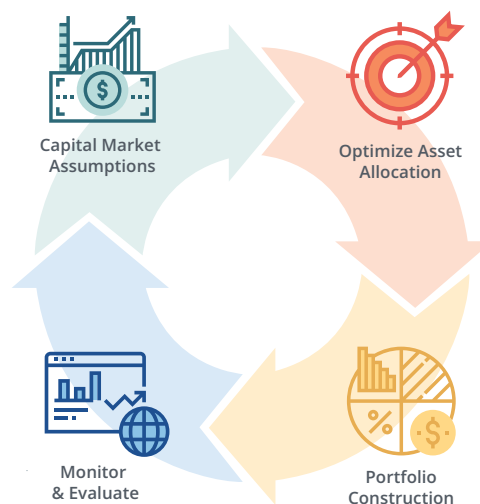 Capital Market
Assumptions
Optimize Asset
Allocation
$
$
%
Monitor
& Evaluate
Portfolio
Construction